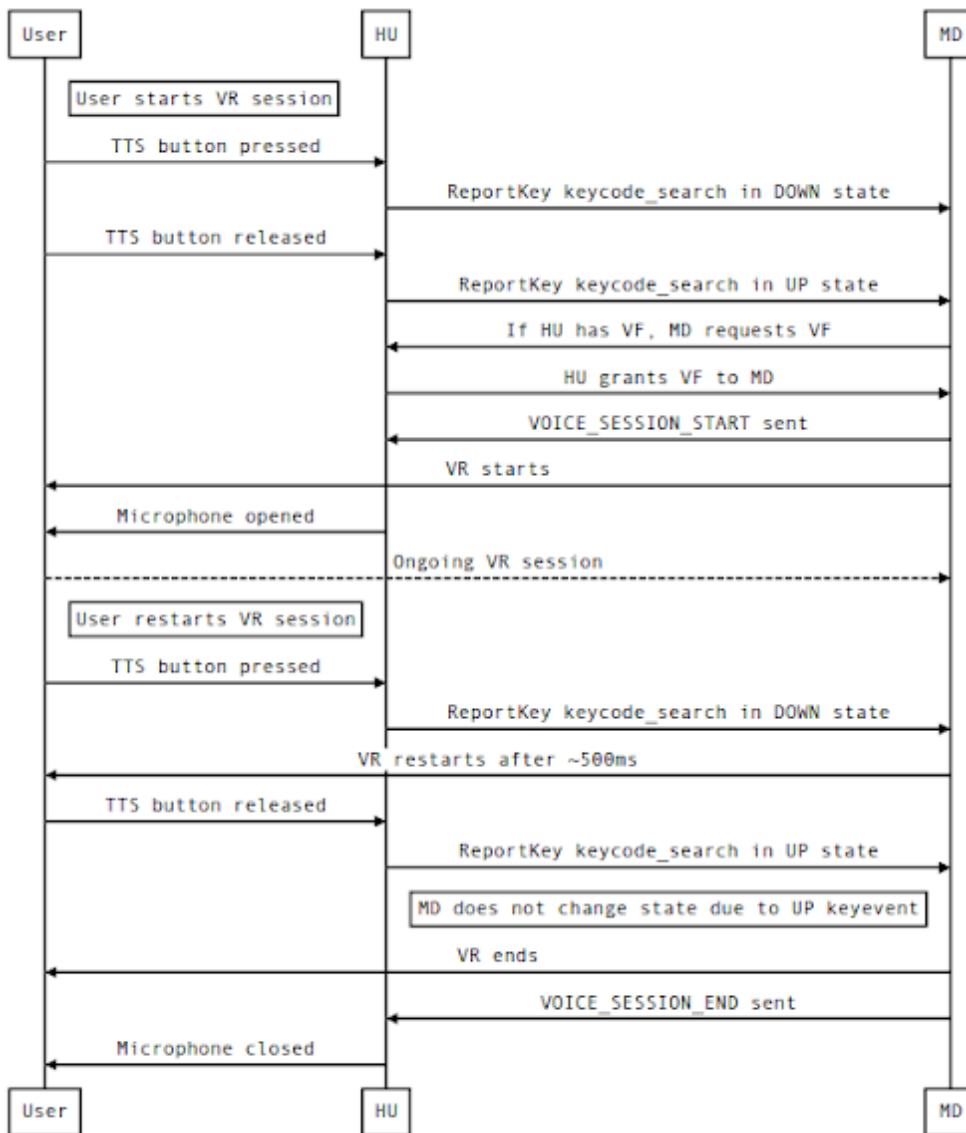 User HU MD
User starts VR session
TTS button pressed
ReportKey keycode_search in DOWN state
TTS button released
ReportKey keycode_search in UP state
If HU has VF, MD requests VF
HU grants VF to MD
VOICE_SESSION_START sent
VR starts
Microphone opened
Ongoing VR session
User restarts VR session
TTS button pressed
ReportKey keycode_search in DOWN state
VR restarts after ~500ms
TTS button released
ReportKey keycode_search in UP state
MD does not change state due to UP keyevent
VR ends
VOICE_SESSION_END sent
Microphone closed
User HU MD